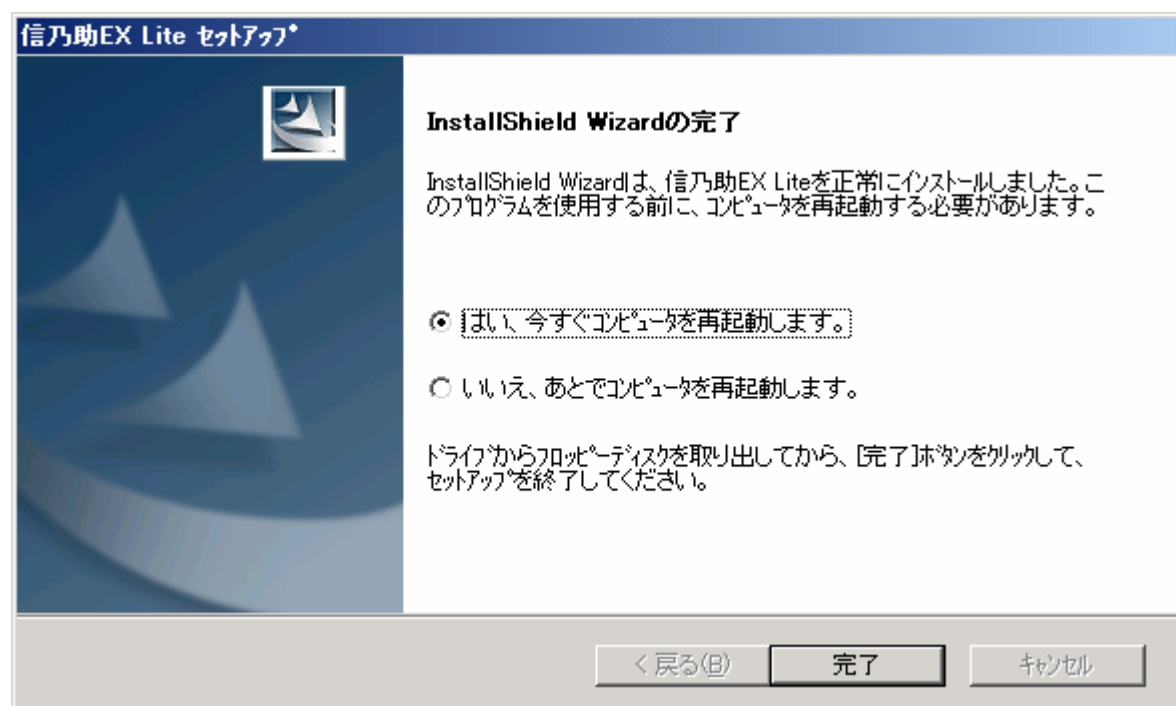 信乃助EX Lite ｾｯﾄｱｯﾌﾟ
InstallShield Wizardの完了
InstallShield Wizardは、信乃助EX Liteを正常にｲﾝｽﾄｰﾙしました。こ
のﾌﾟﾛｸﾞﾗﾑを使用する前に、ｺﾝﾋﾟｭｰﾀを再起動する必要があります。
はい、今すぐｺﾝﾋﾟｭｰﾀを再起動します。
いいえ、あとでｺﾝﾋﾟｭｰﾀを再起動します。
ﾄﾞﾗｲﾌﾞからﾌﾛｯﾋﾟｰﾃﾞｨｽｸを取り出してから、[完了]ﾎﾞﾀﾝをｸﾘｯｸして、
ｾｯﾄｱｯﾌﾟを終了してください。
< 戻る(B)
完了
ｷｬﾝｾﾙ